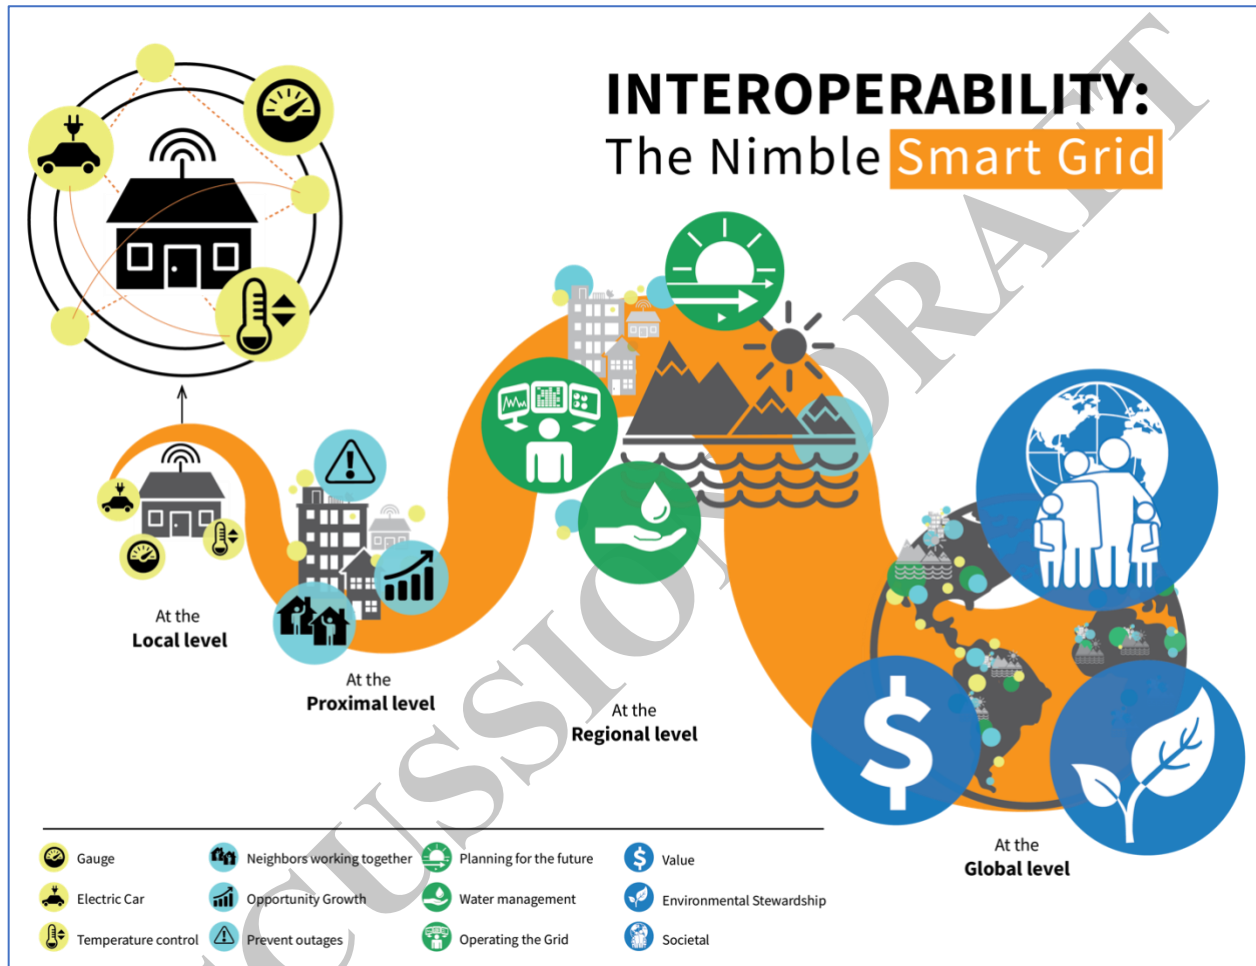 INTEROPERABILITY:
The Nimble Smart Grid
At the
Local level
At the
Proximal level
At the
Regional level
At the
Global level
Gauge
Electric Car
Temperature control
Neighbors working together
Opportunity Growth
Prevent outages
Planning for the future
Water management
Operating the Grid
$ Value
Environmental Stewardship
Societal
$
CUSSION DRAFT